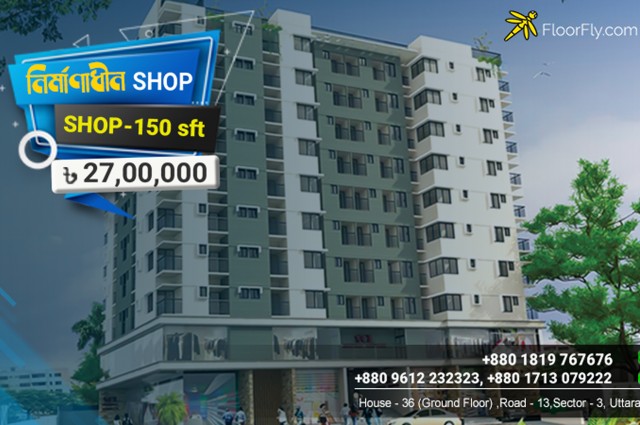 FloorFly.com
নির্মাণাধীন SHOP
SHOP-150 sft
৳ 27,00,000
+880 1819 767676
+880 9612 232323, +880 1713 079222
House - 36 (Ground Floor) ,Road - 13,Sector - 3, Uttara